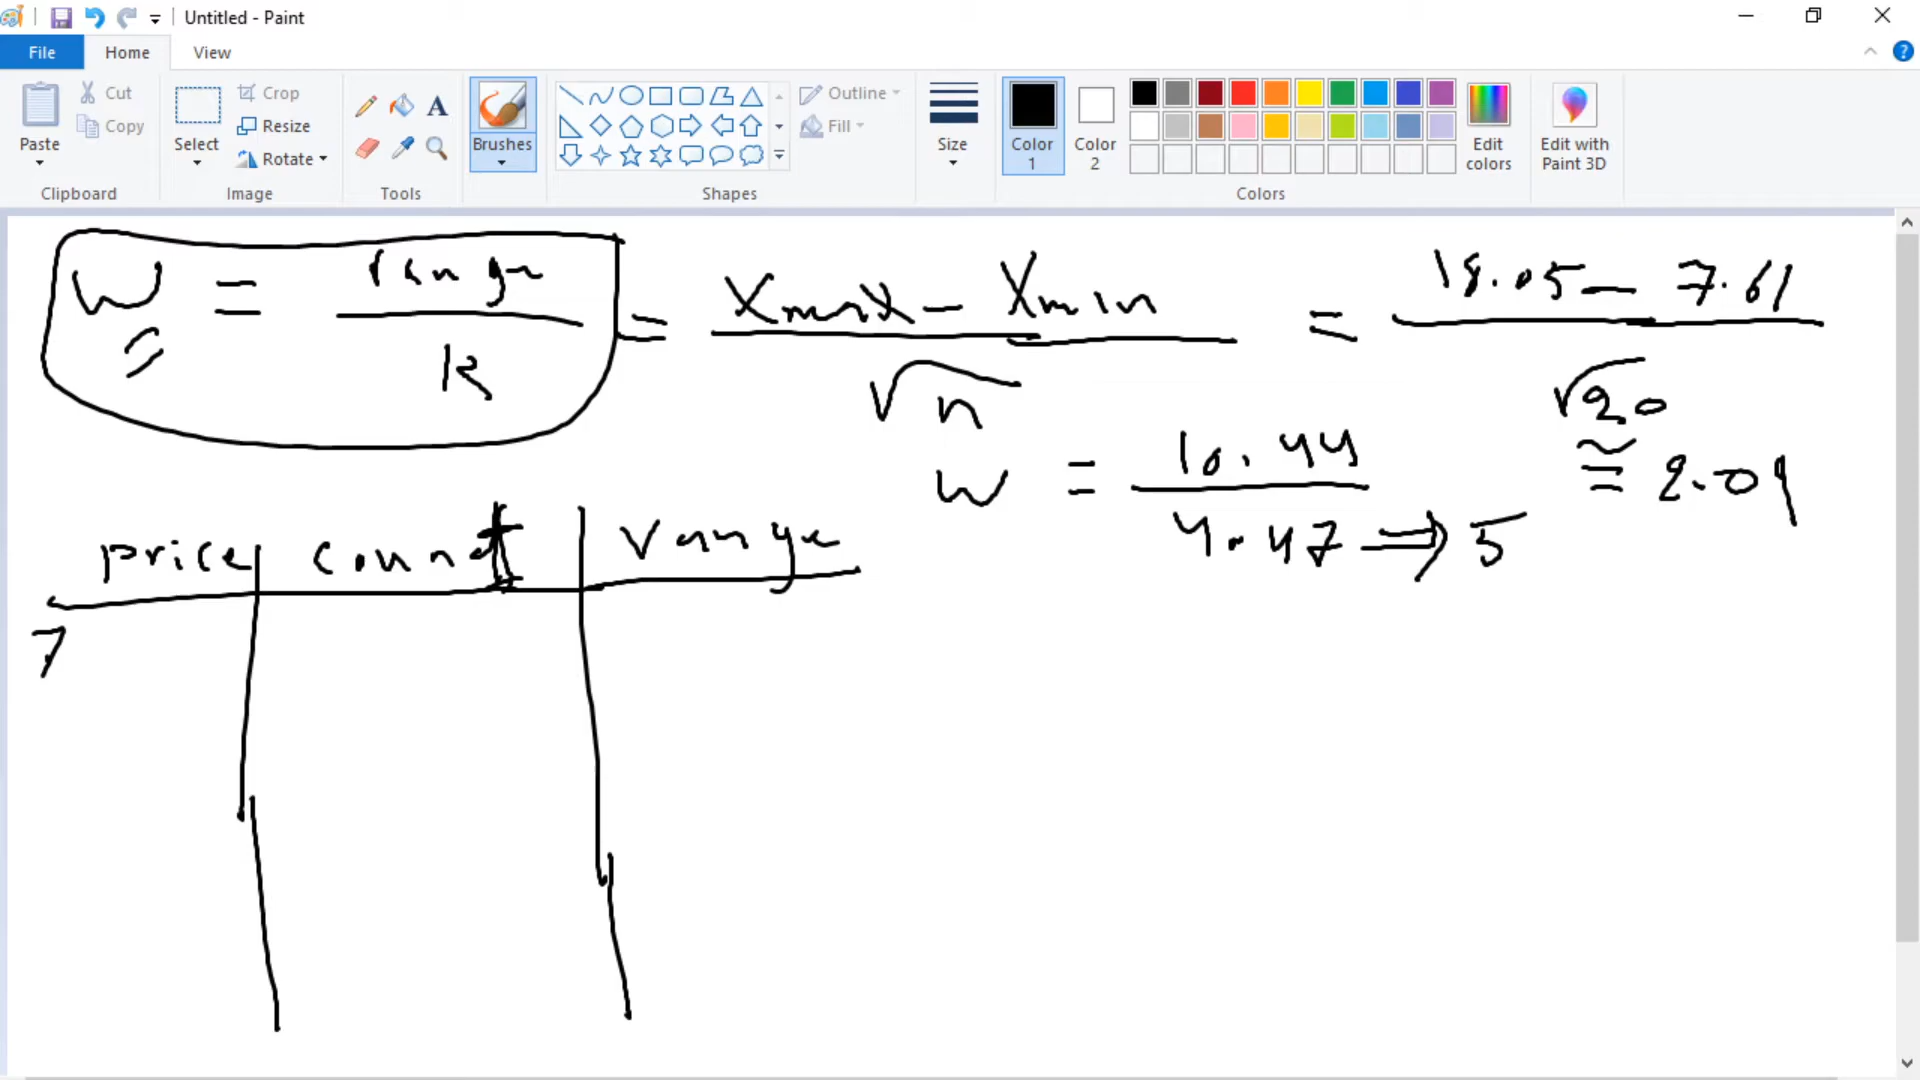 Untitled - Paint
File Home View
Paste
Cut
Copy
Clipboard
Select
Crop
Resize
Rotate
Image
A
Tools
Brushes
Outline
Fill
Shapes
Size
Color 1
Color 2
Edit colors
Edit with Paint 3D
Colors
w = range / k = Xmax - Xmin / √n = 18.05 - 7.61 / √20
w = 10.44 / 4.47 ⇒ 5 ≅ 2.09
price count range
7